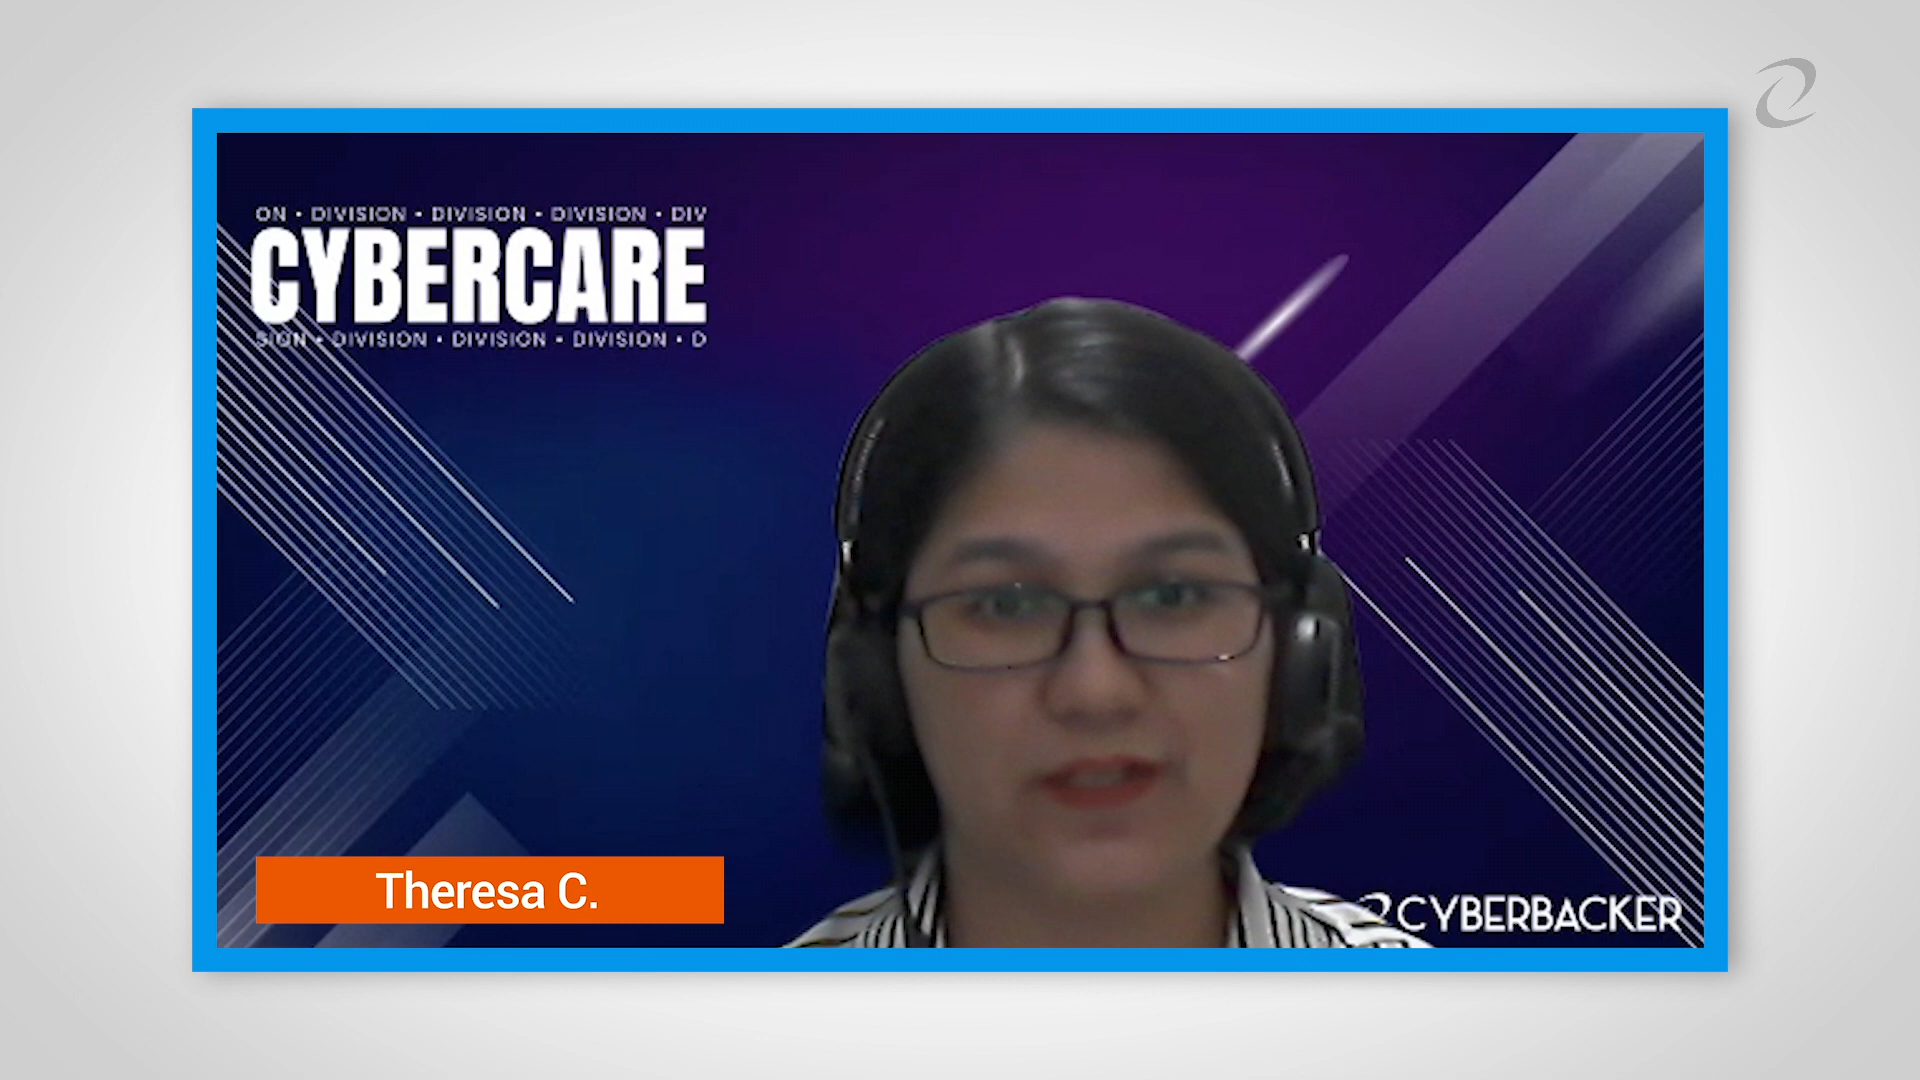 ON • DIVISION • DIVISION • DIVISION • DIV
CYBERCARE
SION • DIVISION • DIVISION • DIVISION • D
Theresa C.
CYBERBACKER